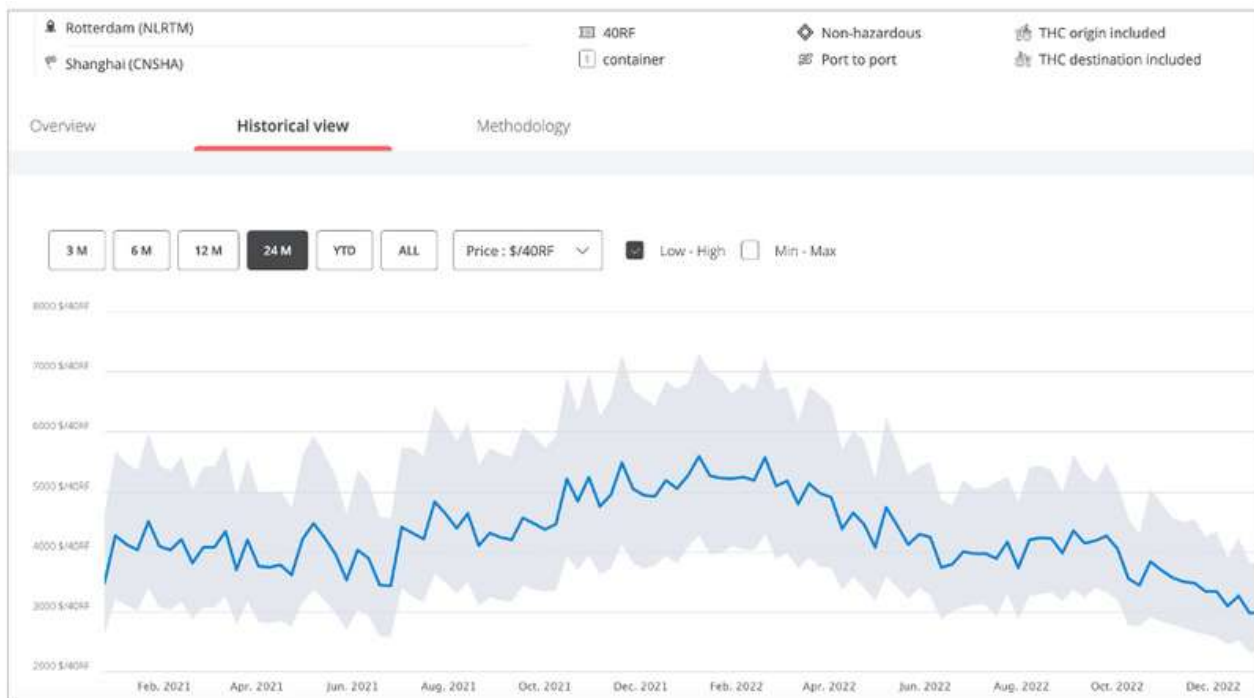 Rotterdam (NLRTM)
Shanghai (CNSHA)
40RF
1 container
Non-hazardous
Port to port
THC origin included
THC destination included
Overview
Historical view
Methodology
3 M
6 M
12 M
24 M
YTD
ALL
Price : $/40RF
Low - High
Min - Max
8000 $/40RF
7000 $/40RF
6000 $/40RF
5000 $/40RF
4000 $/40RF
3000 $/40RF
2000 $/40RF
Feb. 2021
Apr. 2021
Jun. 2021
Aug. 2021
Oct. 2021
Dec. 2021
Feb. 2022
Apr. 2022
Jun. 2022
Aug. 2022
Oct. 2022
Dec. 2022